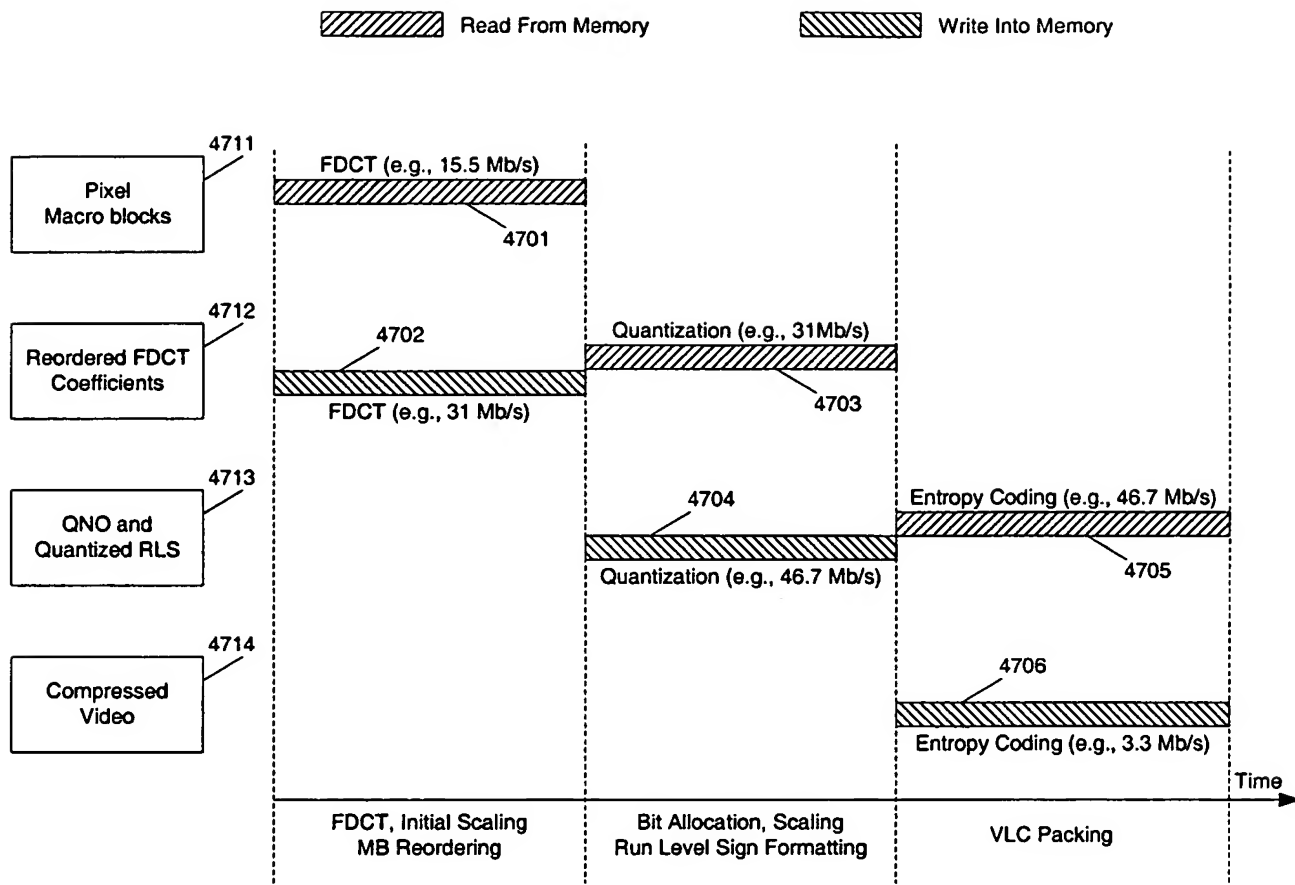 Read From Memory
Write Into Memory
4711
Pixel
Macro blocks
FDCT (e.g., 15.5 Mb/s)
4701
4712
Reordered FDCT
Coefficients
4702
FDCT (e.g., 31 Mb/s)
Quantization (e.g., 31Mb/s)
4703
4713
QNO and
Quantized RLS
4704
Quantization (e.g., 46.7 Mb/s)
Entropy Coding (e.g., 46.7 Mb/s)
4705
4714
Compressed
Video
4706
Entropy Coding (e.g., 3.3 Mb/s)
Time
FDCT, Initial Scaling
MB Reordering
Bit Allocation, Scaling
Run Level Sign Formatting
VLC Packing